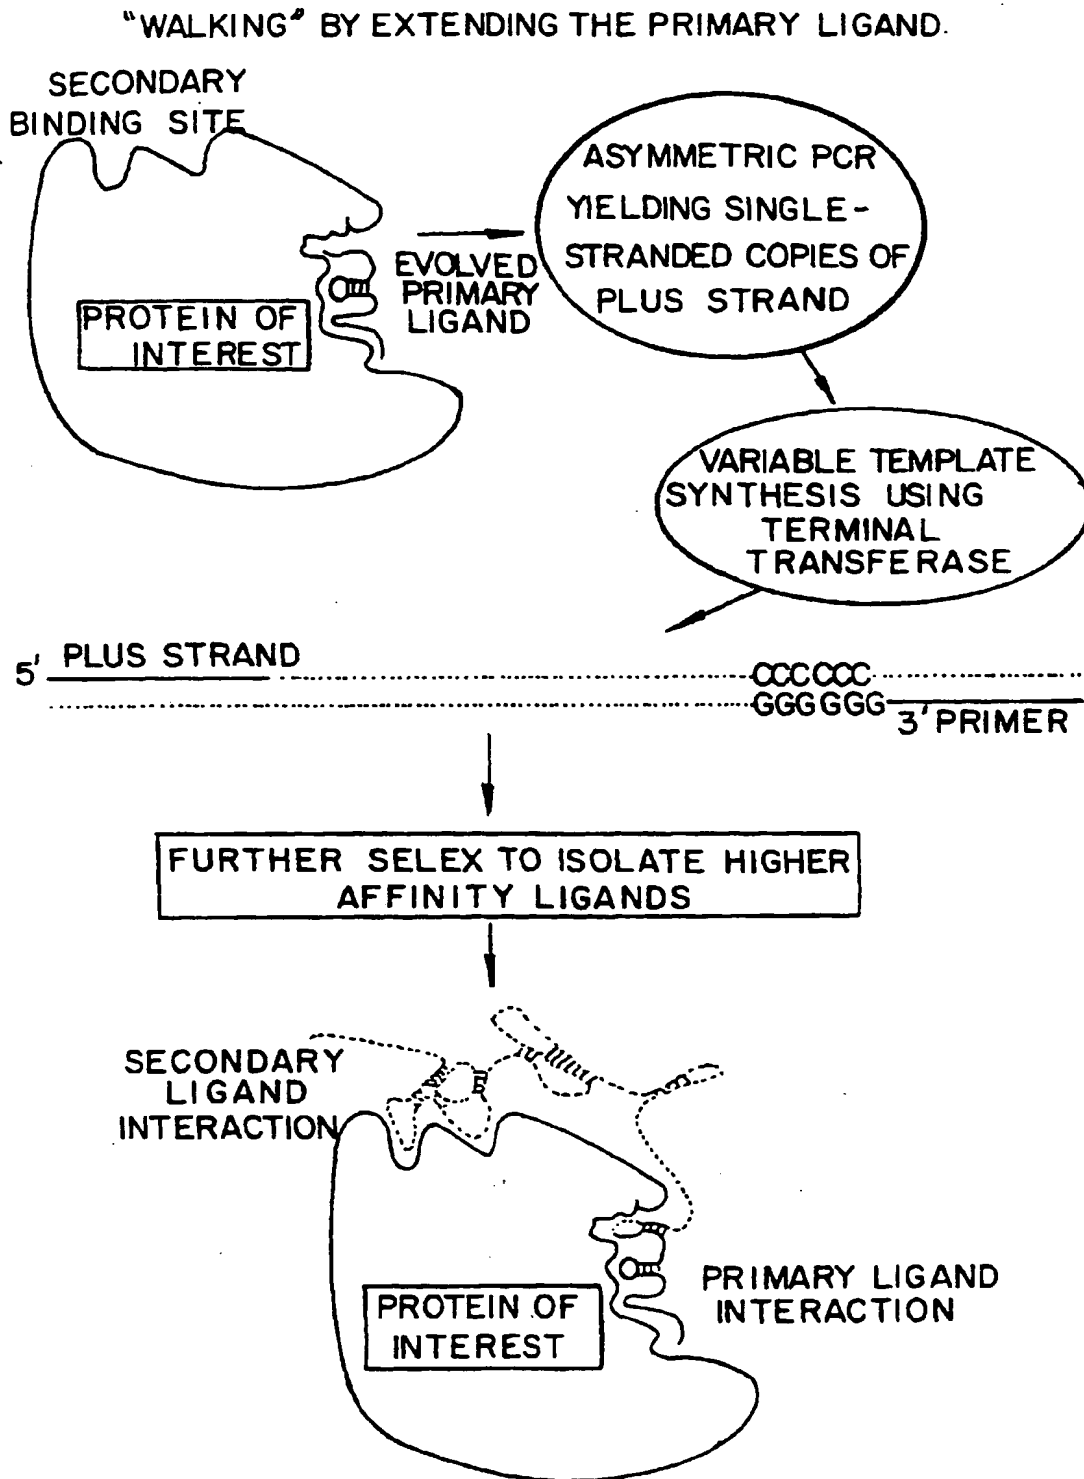 "WALKING" BY EXTENDING THE PRIMARY LIGAND.
SECONDARY
BINDING SITE
ASYMMETRIC PCR
YIELDING SINGLE-
STRANDED COPIES OF
PLUS STRAND
EVOLVED
PRIMARY
LIGAND
PROTEIN OF
INTEREST
VARIABLE TEMPLATE
SYNTHESIS USING
TERMINAL
TRANSFERASE
5' PLUS STRAND
CCCCCC
GGGGGG
3' PRIMER
FURTHER SELEX TO ISOLATE HIGHER
AFFINITY LIGANDS
SECONDARY
LIGAND
INTERACTION
PRIMARY LIGAND
INTERACTION
PROTEIN OF
INTEREST